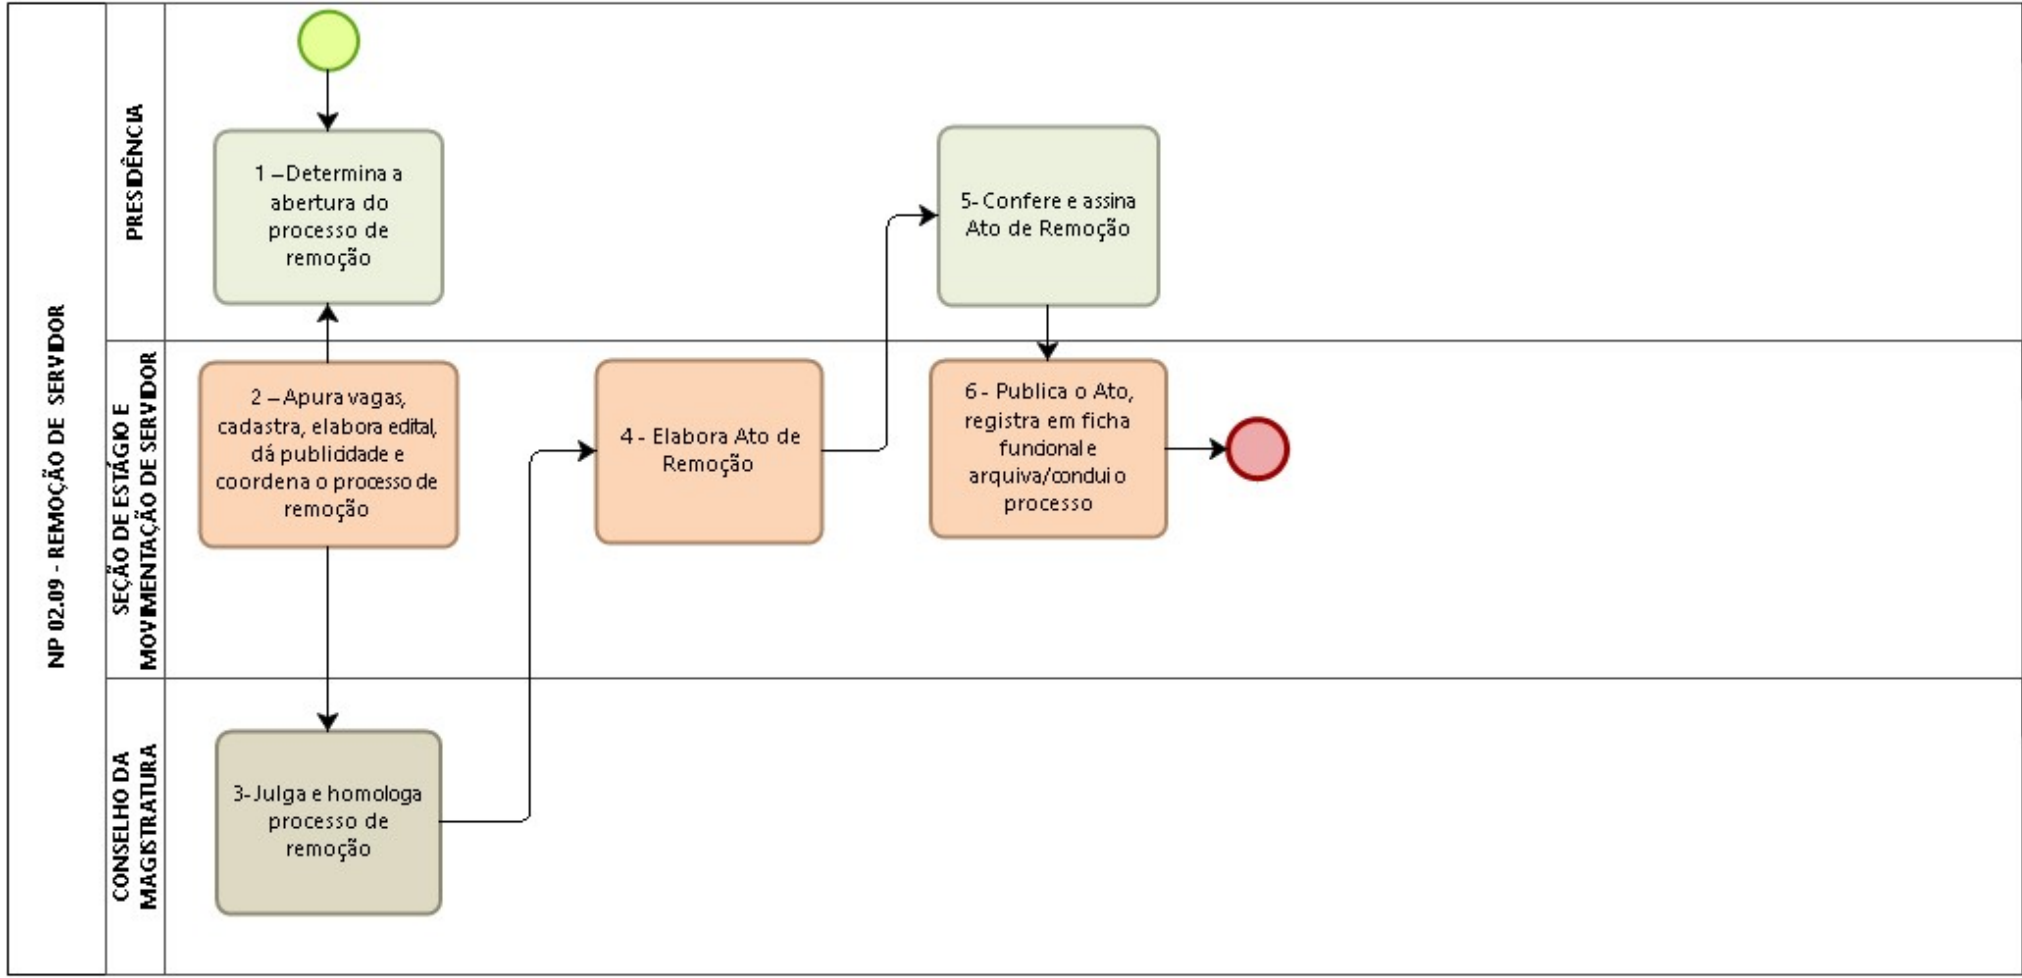 NP 02.09 - REMOÇÃO DE SERVIDOR
PRESIDÊNCIA
1 – Determina a
abertura do
processo de
remoção
5- Confere e assina
Ato de Remoção
SEÇÃO DE ESTÁGIO E
MOVIMENTAÇÃO DE SERVIDOR
2 – Apura vagas,
cadastra, elabora edital,
dá publicidade e
coordena o processo de
remoção
4 - Elabora Ato de
Remoção
6 - Publica o Ato,
registra em ficha
funcional e
arquiva/conclui o
processo
CONSELHO DA
MAGISTRATURA
3- Julga e homologa
processo de
remoção